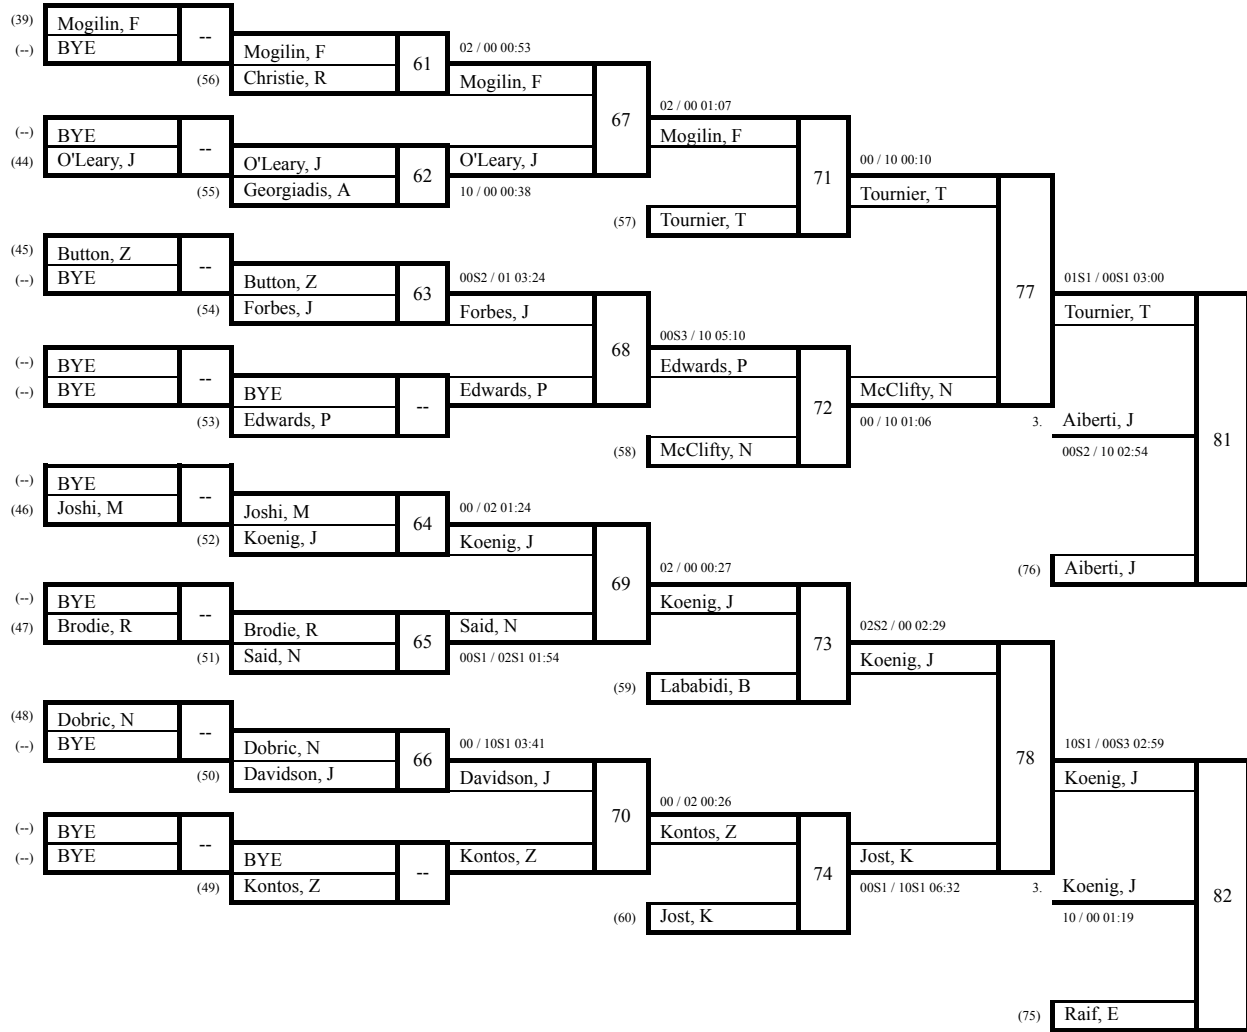 (39) Mogilin, F
(--) BYE
--
(56)
Mogilin, F
Christie, R
61
02 / 00 00:53
Mogilin, F
(--) BYE
(44) O'Leary, J
--
(55)
O'Leary, J
Georgiadis, A
62
O'Leary, J
10 / 00 00:38
67
02 / 00 01:07
Mogilin, F
(57) Tournier, T
71
00 / 10 00:10
Tournier, T
(45) Button, Z
(--) BYE
--
(54)
Button, Z
Forbes, J
63
00S2 / 01 03:24
Forbes, J
(--) BYE
(--) BYE
--
(53)
BYE
Edwards, P
--
Edwards, P
68
00S3 / 10 05:10
Edwards, P
(58) McClifty, N
72
McClifty, N
00 / 10 01:06
77
01S1 / 00S1 03:00
Tournier, T
3. Aiberti, J
00S2 / 10 02:54
(76) Aiberti, J
81
(--) BYE
(46) Joshi, M
--
(52)
Joshi, M
Koenig, J
64
00 / 02 01:24
Koenig, J
(--) BYE
(47) Brodie, R
--
(51)
Brodie, R
Said, N
65
Said, N
00S1 / 02S1 01:54
69
02 / 00 00:27
Koenig, J
(59) Lababidi, B
73
02S2 / 00 02:29
Koenig, J
(48) Dobric, N
(--) BYE
--
(50)
Dobric, N
Davidson, J
66
00 / 10S1 03:41
Davidson, J
(--) BYE
(--) BYE
--
(49)
BYE
Kontos, Z
--
Kontos, Z
70
00 / 02 00:26
Kontos, Z
(60) Jost, K
74
Jost, K
00S1 / 10S1 06:32
78
10S1 / 00S3 02:59
Koenig, J
3. Koenig, J
10 / 00 01:19
(75) Raif, E
82